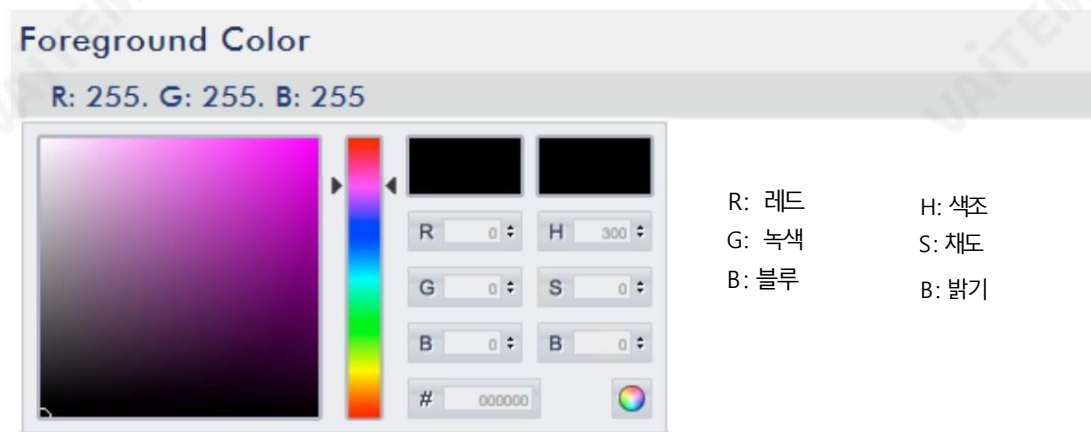 Foreground Color
R: 255. G: 255. B: 255
R 0 H 300
G 0 S 0
B 0 B 0
# 000000
R: 레드 H: 색조
G: 녹색 S: 채도
B: 블루 B: 밝기